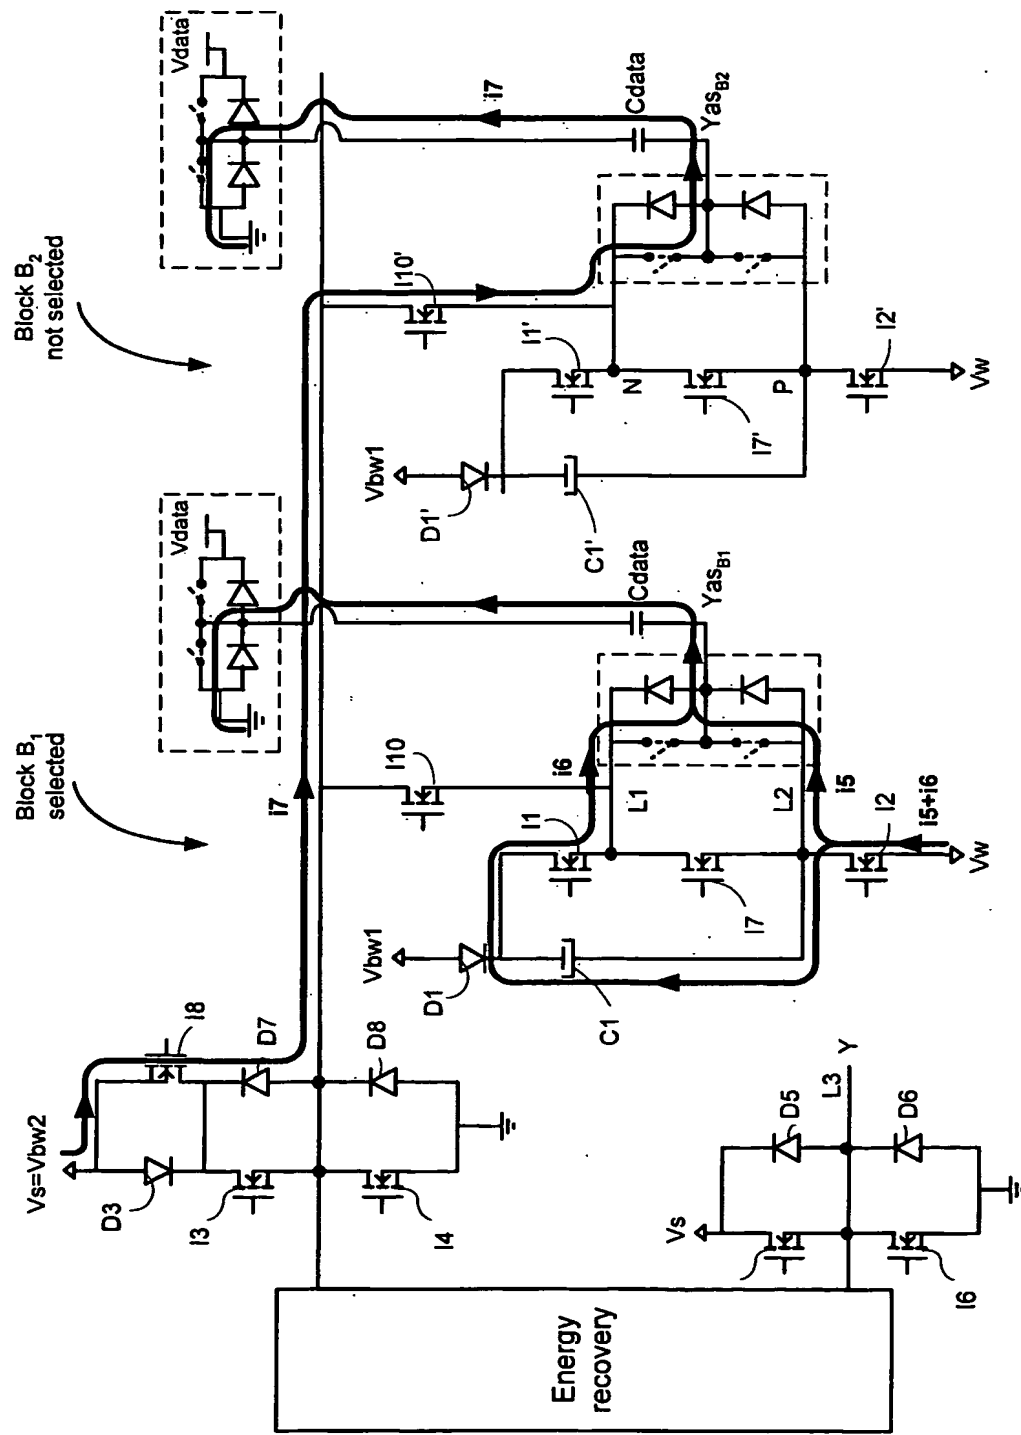 Block B2
not selected
Block B1
selected
Vdata
Vdata
i7
i7
Cdata
YasB2
I10'
I1'
N
I7'
P
I2'
Vw
Vbw1
D1'
C1'
Cdata
YasB1
I10
i6
L1
I1
L2
i5
I2
i5+i6
Vw
I7
Vbw1
D1
C1
Vs=Vbw2
I8
D7
D3
I3
D8
I4
Y
L3
D5
D6
Vs
I6
Energy
recovery